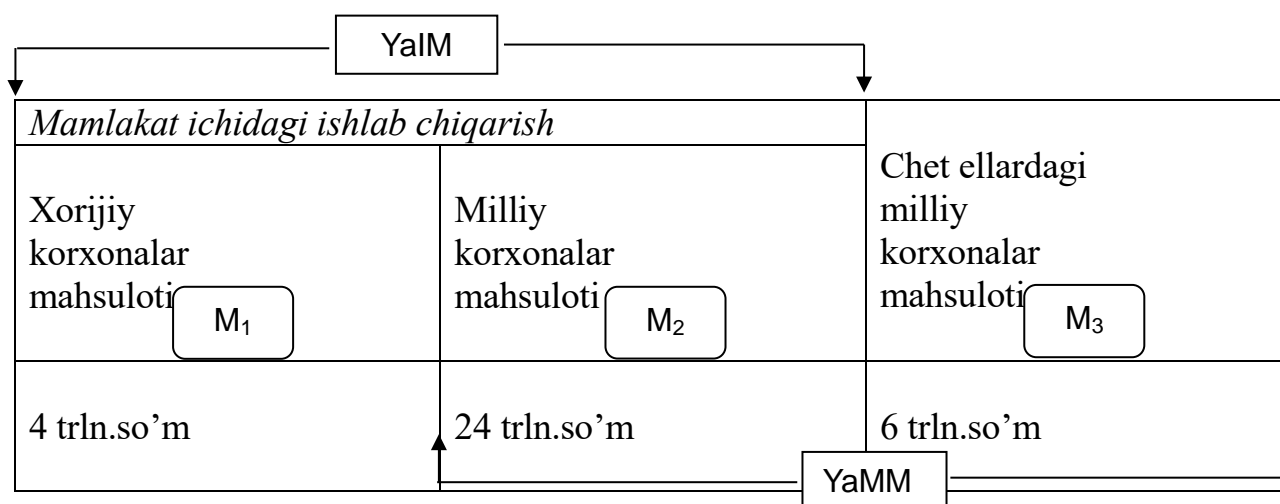 YaIM
Mamlakat ichidagi ishlab chiqarish
Xorijiy
korxonalar
mahsuloti
M₁
Milliy
korxonalar
mahsuloti
M₂
Chet ellardagi
milliy
korxonalar
mahsuloti
M₃
4 trln.so’m
24 trln.so’m
6 trln.so’m
YaMM